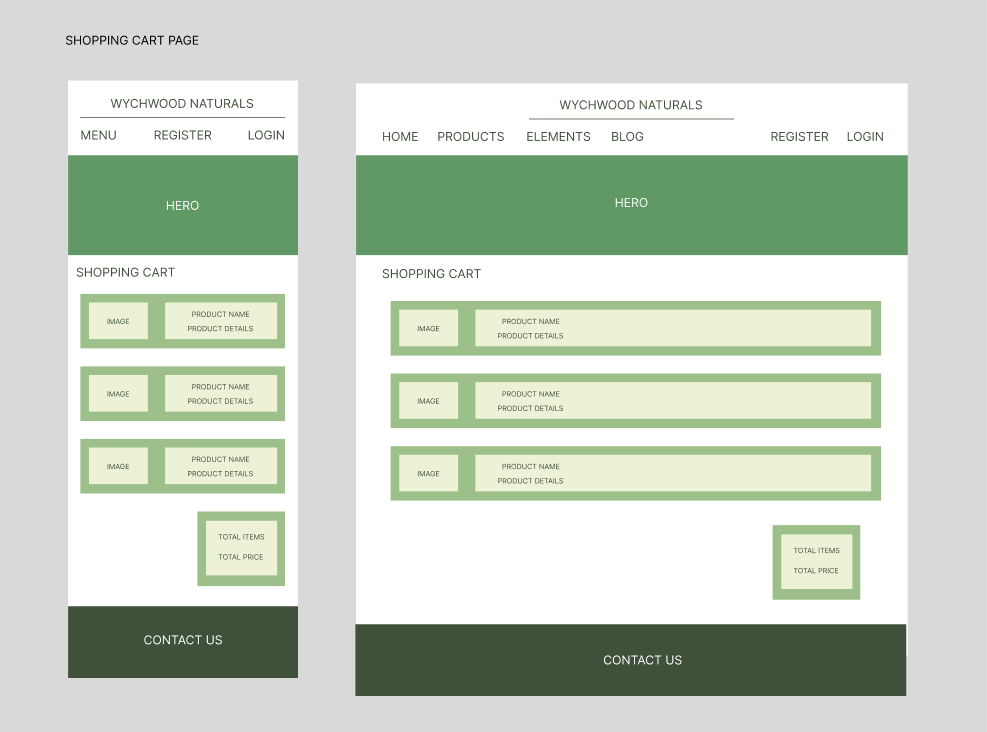 SHOPPING CART PAGE
WYCHWOOD NATURALS
MENU REGISTER LOGIN
HERO
SHOPPING CART
IMAGE
PRODUCT NAME
PRODUCT DETAILS
IMAGE
PRODUCT NAME
PRODUCT DETAILS
IMAGE
PRODUCT NAME
PRODUCT DETAILS
TOTAL ITEMS
TOTAL PRICE
CONTACT US
WYCHWOOD NATURALS
HOME PRODUCTS ELEMENTS BLOG REGISTER LOGIN
HERO
SHOPPING CART
IMAGE
PRODUCT NAME
PRODUCT DETAILS
IMAGE
PRODUCT NAME
PRODUCT DETAILS
IMAGE
PRODUCT NAME
PRODUCT DETAILS
TOTAL ITEMS
TOTAL PRICE
CONTACT US